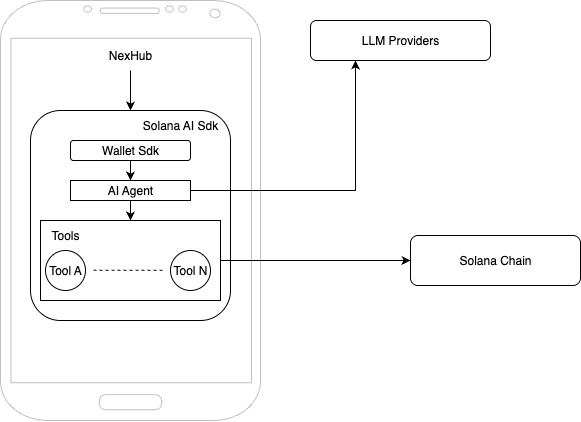 NexHub
LLM Providers
Solana AI Sdk
Wallet Sdk
AI Agent
Tools
Tool A
Tool N
Solana Chain